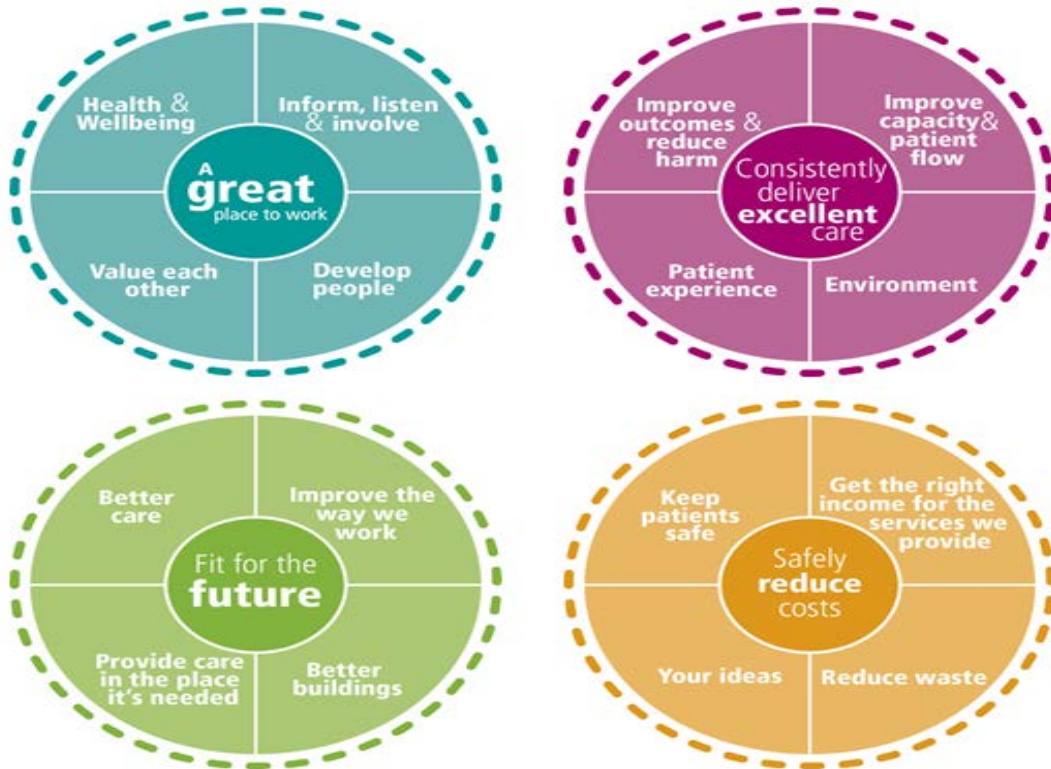 Health &
Wellbeing
Inform, listen
& involve
A
great
place to work
Value each
other
Develop
people
Improve
outcomes &
reduce
harm
Improve
capacity &
patient
flow
Consistently
deliver
excellent
care
Patient
experience
Environment
Better
care
Improve the
way we
work
Fit for the
future
Provide care
in the place
it's needed
Better
buildings
Keep
patients
safe
Get the right
income for the
services we
provide
Safely
reduce
costs
Your ideas
Reduce waste